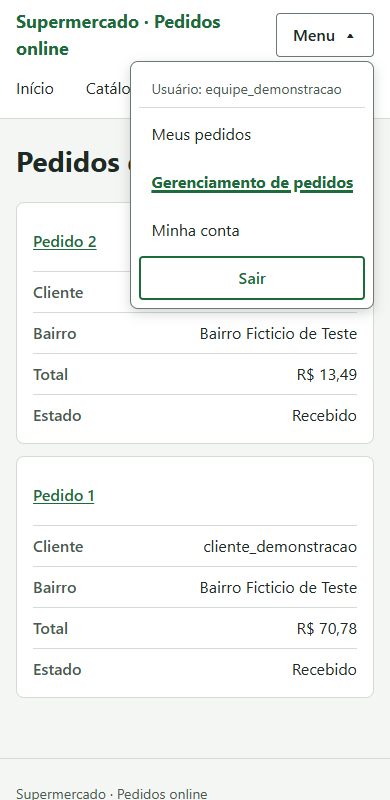 Supermercado · Pedidos
online
Menu
Início
Usuário: equipe_demonstracao
Meus pedidos
Gerenciamento de pedidos
Minha conta
Sair
Pedidos
Pedido 2
Cliente
Bairro Bairro Ficticio de Teste
Total R$ 13,49
Estado Recebido
Pedido 1
Cliente cliente_demonstracao
Bairro Bairro Ficticio de Teste
Total R$ 70,78
Estado Recebido
Supermercado · Pedidos online